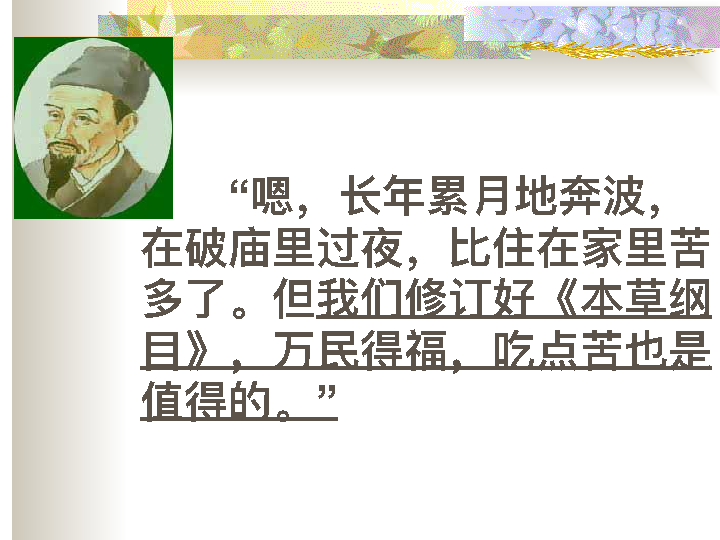 “嗯，长年累月地奔波，
在破庙里过夜，比住在家里苦
多了。但我们修订好《本草纲
目》，万民得福，吃点苦也是
值得的。”